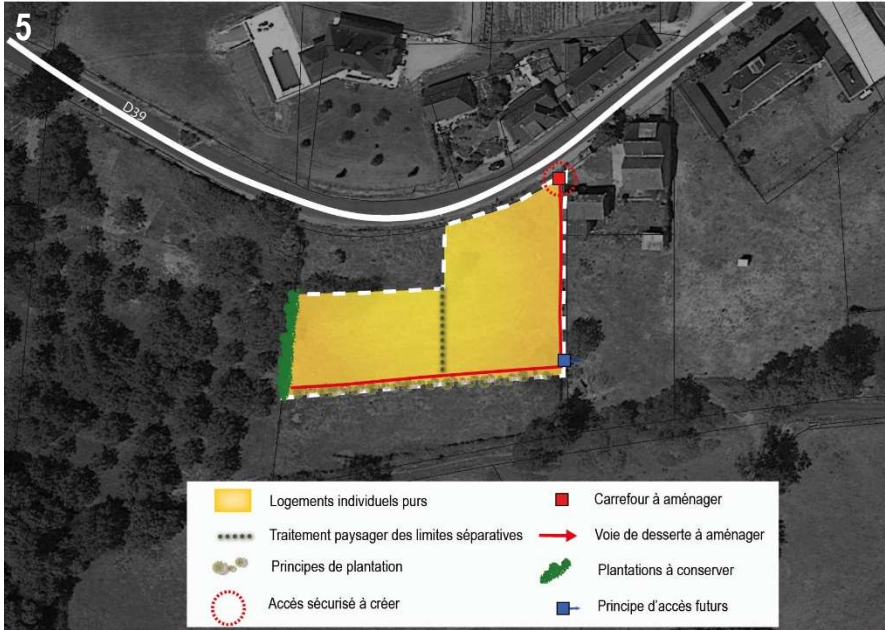 5
D39
Logements individuels purs
Carrefour à aménager
Traitement paysager des limites séparatives
Voie de desserte à aménager
Principes de plantation
Plantations à conserver
Accés sécurisé à créer
Principe d'accès futurs